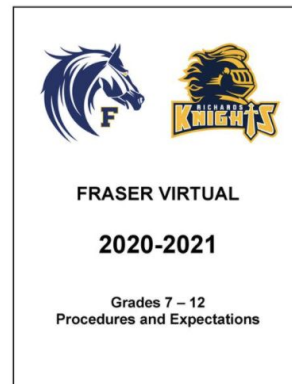 F
RICHARDS
KNIGHTS
FRASER VIRTUAL
2020-2021
Grades 7 – 12
Procedures and Expectations